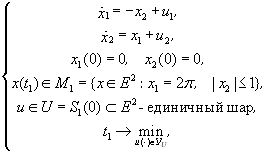 ẋ₁ = −x₂ + u₁,
ẋ₂ = x₁ + u₂,
x₁(0) = 0, x₂(0) = 0,
x(t₁) ∈ M₁ = {x ∈ E² : x₁ = 2π, | x₂ | ≤ 1},
u ∈ U = S₁(0) ⊂ E² - единичный шар,
t₁ → min u(·)∈𝒱_U ,